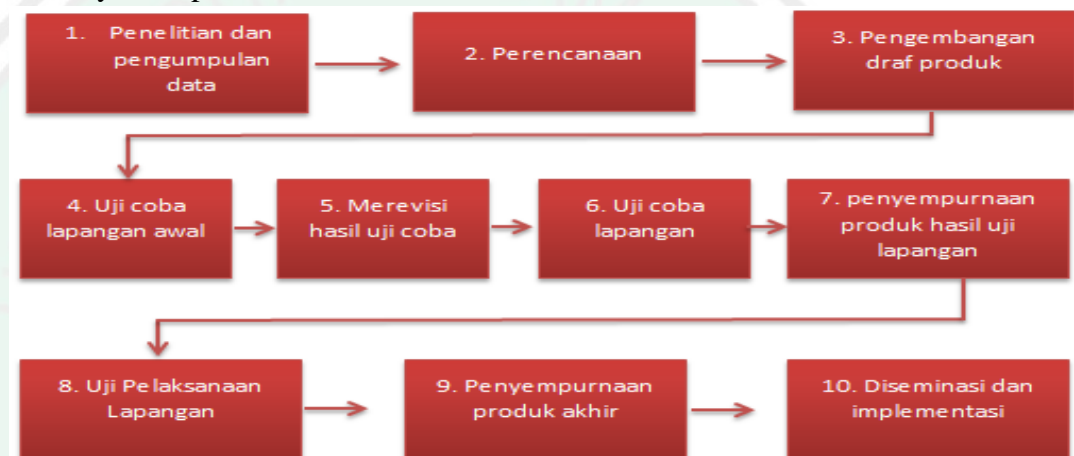 1. Penelitian dan
pengumpulan
data
2. Perencanaan
3. Pengembangan
draf produk
4. Uji coba
lapangan awal
5. Merevisi
hasil uji coba
6. Uji coba
lapangan
7. penyempurnaan
produk hasil uji
lapangan
8. Uji Pelaksanaan
Lapangan
9. Penyempurnaan
produk akhir
10. Diseminasi dan
implementasi